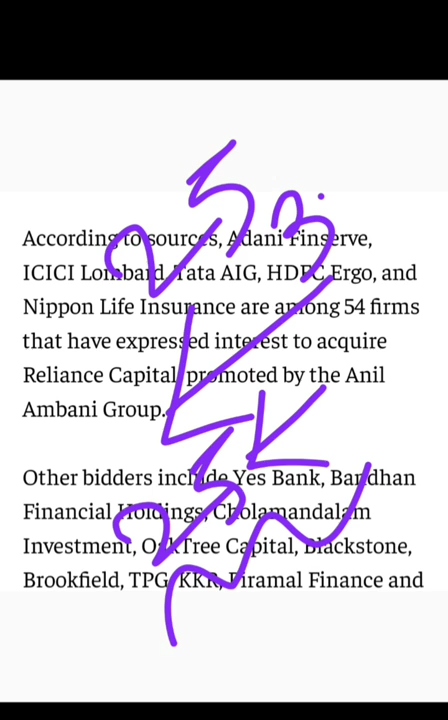 According to sources, Adani Finserve,
ICICI Lombard, Tata AIG, HDFC Ergo, and
Nippon Life Insurance are among 54 firms
that have expressed interest to acquire
Reliance Capital, promoted by the Anil
Ambani Group.
Other bidders include Yes Bank, Bandhan
Financial Holdings, Cholamandalam
Investment, OakTree Capital, Blackstone,
Brookfield, TPG, KKR, Piramal Finance and